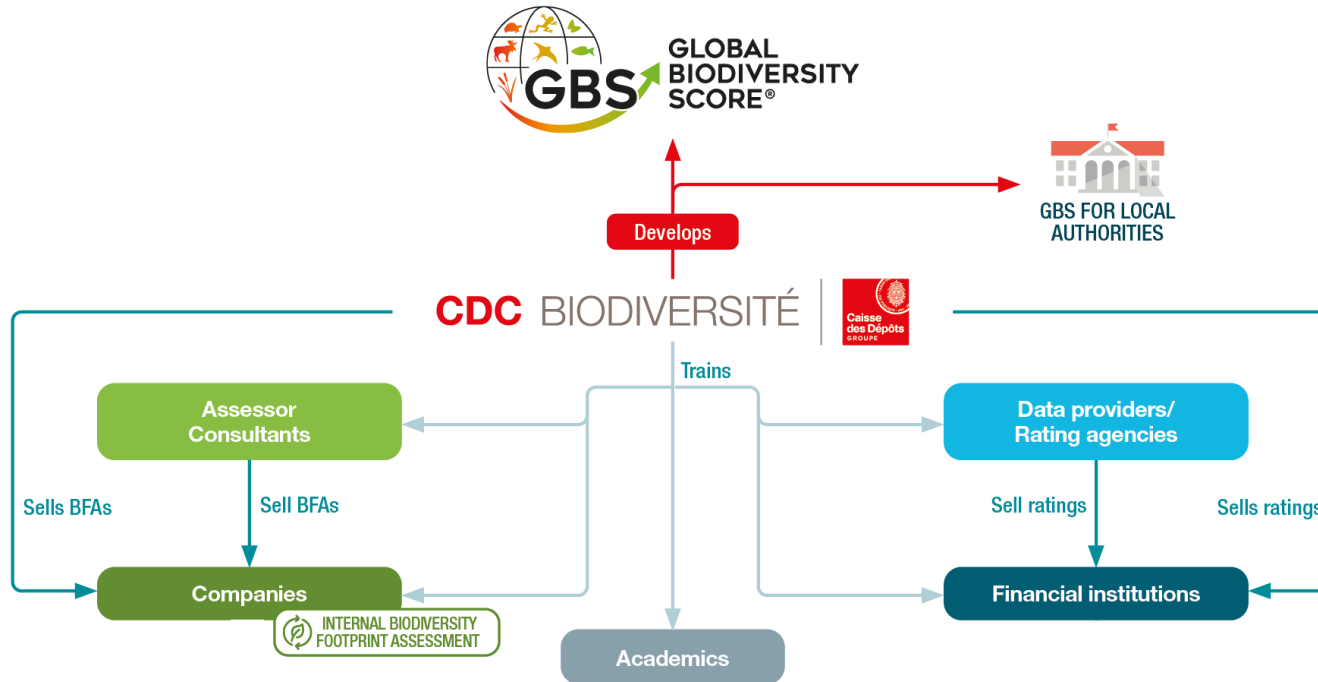 GBS
GLOBAL
BIODIVERSITY
SCORE®
GBS FOR LOCAL
AUTHORITIES
Develops
CDC BIODIVERSITÉ
Caisse
des Dépôts
GROUPE
Trains
Assessor
Consultants
Data providers/
Rating agencies
Sells BFAs
Sell BFAs
Sell ratings
Sells ratings
Companies
Financial institutions
INTERNAL BIODIVERSITY
FOOTPRINT ASSESSMENT
Academics